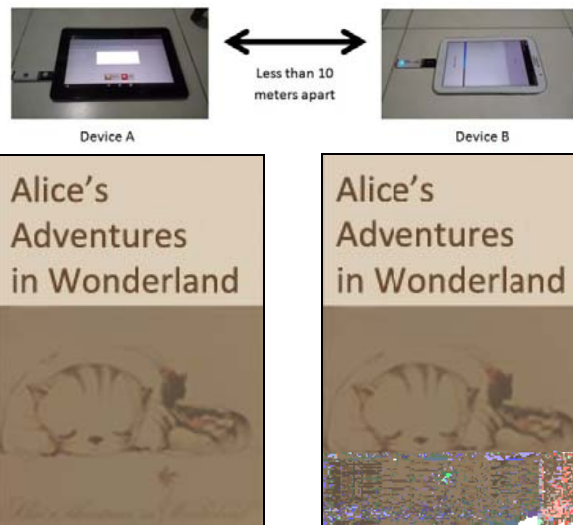 Less than 10
meters apart
Device A
Device B
Alice's
Adventures
in Wonderland
Alice's
Adventures
in Wonderland